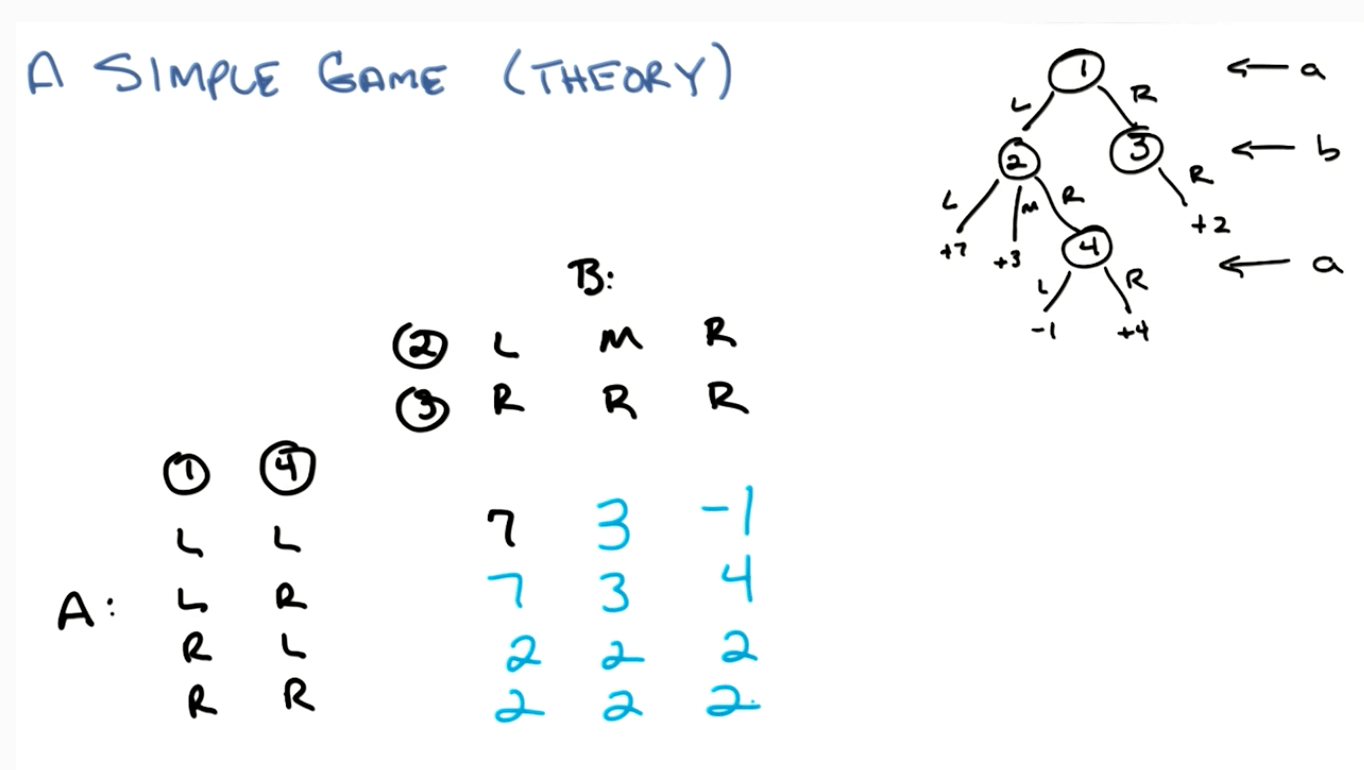 A SIMPLE GAME (THEORY)
1 ← a
L R
2 3 ← b
L M R R
+7 +3 4 +2 ← a
L R
-1 +4
B:
2 L M R
3 R R R
1 4
L L 7 3 -1
A: L R 7 3 4
R L 2 2 2
R R 2 2 2